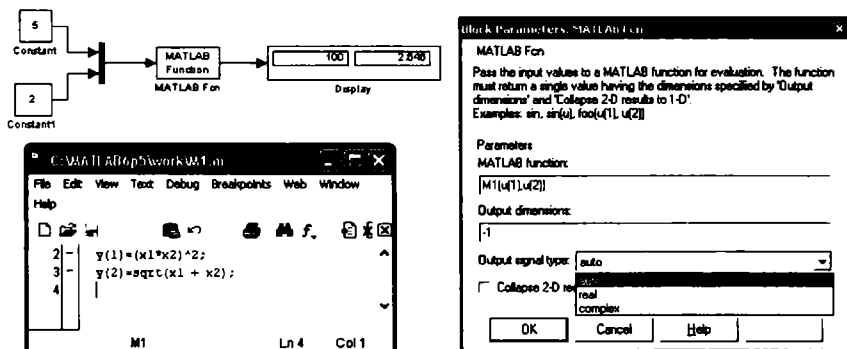 5
Constant
2
Constant1
MATLAB
Function
MATLAB Fcn
100
2.646
Display
C:\MATLAB6p5\work\M1.m
File Edit View Text Debug Breakpoints Web Window
Help
2 - y(1)=(x1*x2)^2;
3 - y(2)=sqrt(x1 + x2);
4
M1 Ln 4 Col 1
Block Parameters: MATLAB Fcn
MATLAB Fcn
Pass the input values to a MATLAB function for evaluation. The function
must return a single value having the dimensions specified by 'Output
dimensions' and 'Collapse 2-D results to 1-D'.
Examples: sin, sin(u), foo(u(1), u(2))
Parameters
MATLAB function:
M1(u(1),u(2))
Output dimensions:
-1
Output signal type: auto
auto
real
complex
Collapse 2-D re
OK Cancel Help